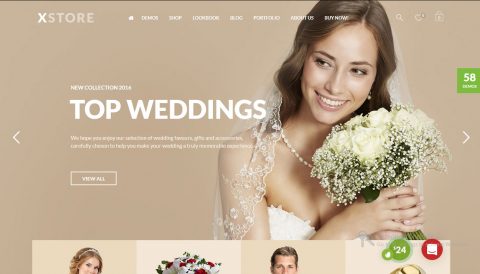 XSTORE
DEMOS SHOP LOOKBOOK BLOG PORTFOLIO ABOUT US BUY NOW!
58
DEMOS
NEW COLLECTION 2016
TOP WEDDINGS
We hope you enjoy our selection of wedding favours, gifts and accessories,
carefully chosen to help you make your wedding a truly memorable experience.
VIEW ALL
$24